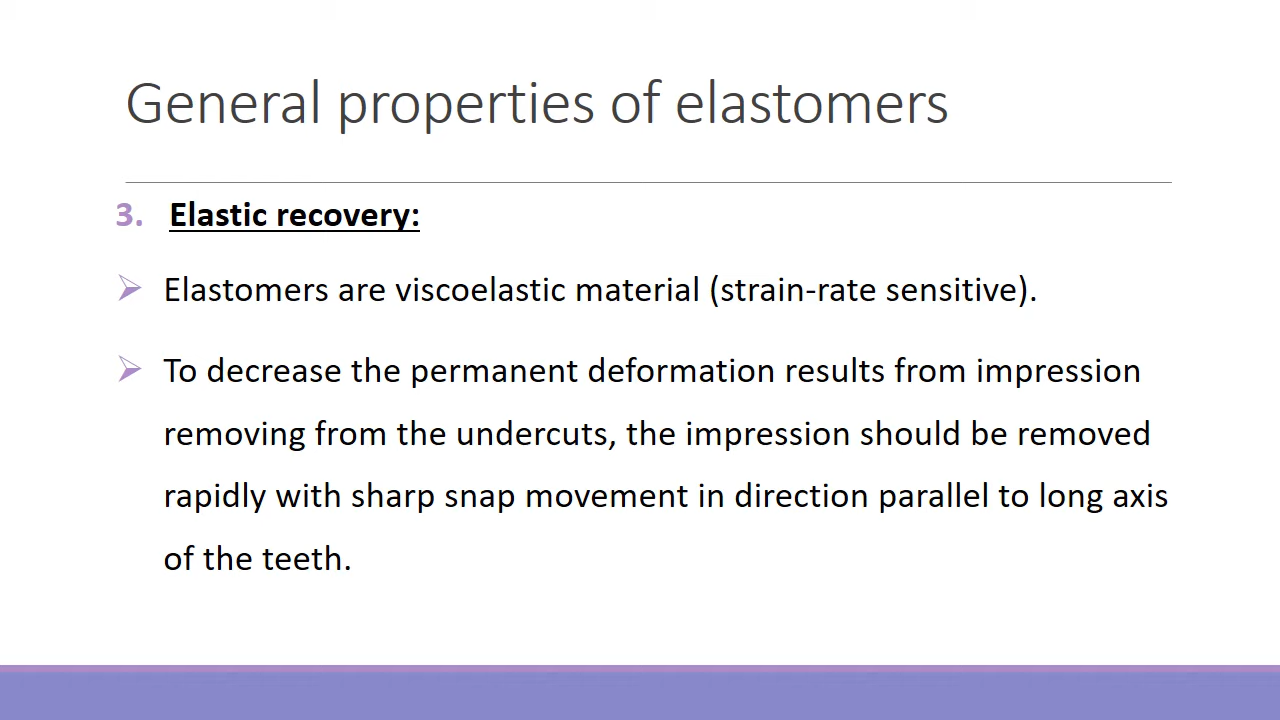 General properties of elastomers
3. Elastic recovery:
Elastomers are viscoelastic material (strain-rate sensitive).
To decrease the permanent deformation results from impression
removing from the undercuts, the impression should be removed
rapidly with sharp snap movement in direction parallel to long axis
of the teeth.